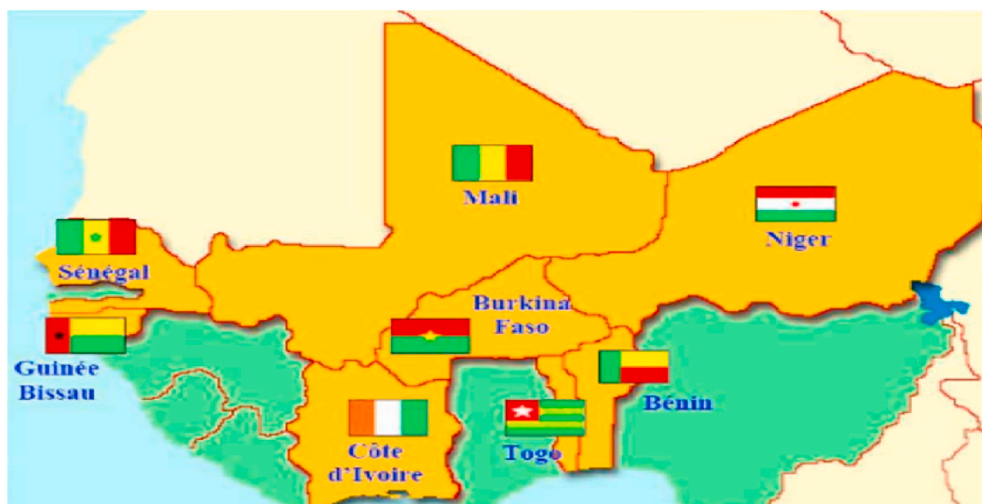 Mali
Niger
Sénégal
Burkina
Faso
Guinée
Bissau
Bénin
Côte
d'Ivoire
Togo